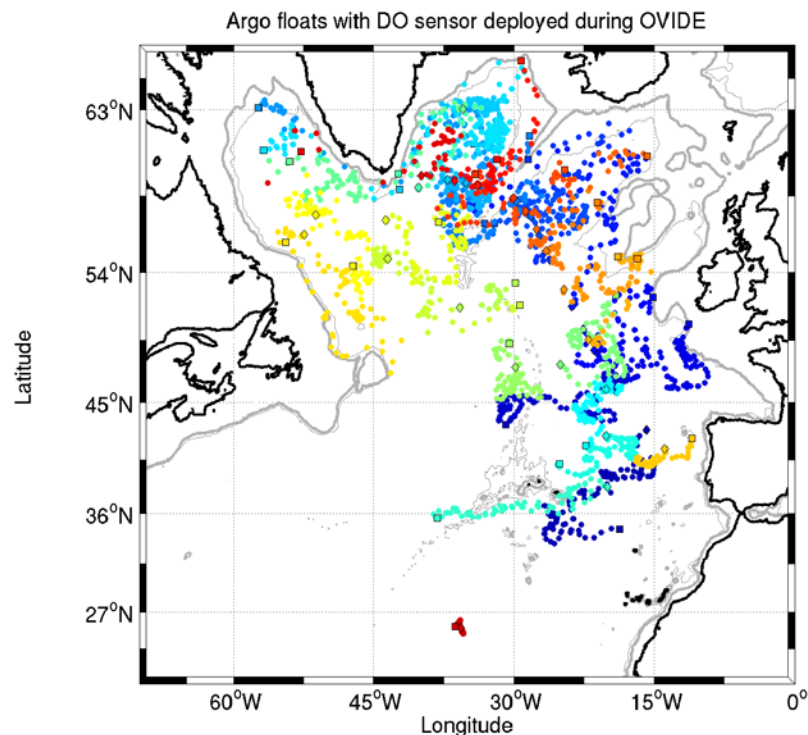 Argo floats with DO sensor deployed during OVIDE
63°N
54°N
45°N
36°N
27°N
Latitude
60°W
45°W
30°W
15°W
0°
Longitude